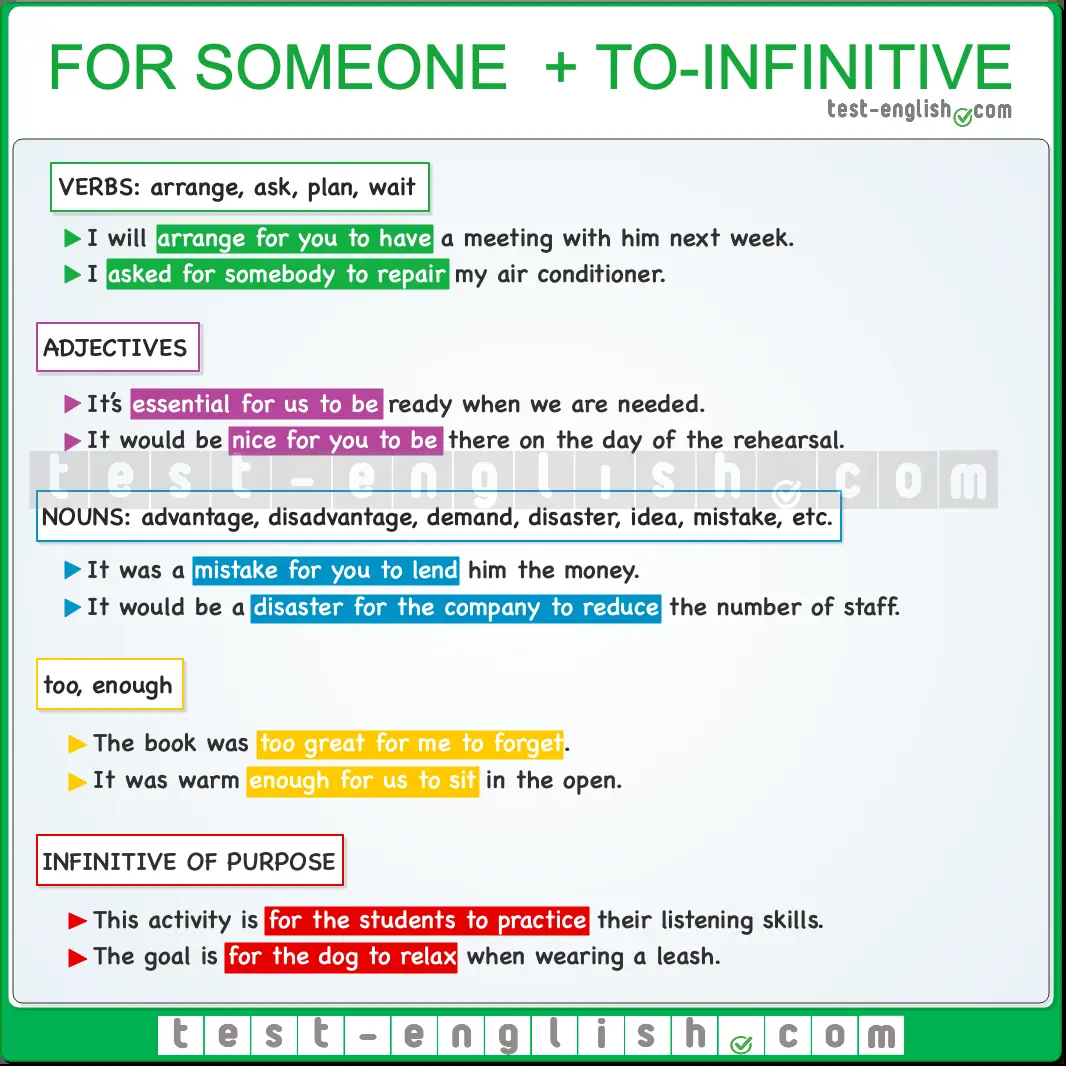 FOR SOMEONE + TO-INFINITIVE
test-english.com
VERBS: arrange, ask, plan, wait
I will arrange for you to have a meeting with him next week.
I asked for somebody to repair my air conditioner.
ADJECTIVES
It's essential for us to be ready when we are needed.
It would be nice for you to be there on the day of the rehearsal.
test-english.com
NOUNS: advantage, disadvantage, demand, disaster, idea, mistake, etc.
It was a mistake for you to lend him the money.
It would be a disaster for the company to reduce the number of staff.
too, enough
The book was too great for me to forget.
It was warm enough for us to sit in the open.
INFINITIVE OF PURPOSE
This activity is for the students to practice their listening skills.
The goal is for the dog to relax when wearing a leash.
test-english.com